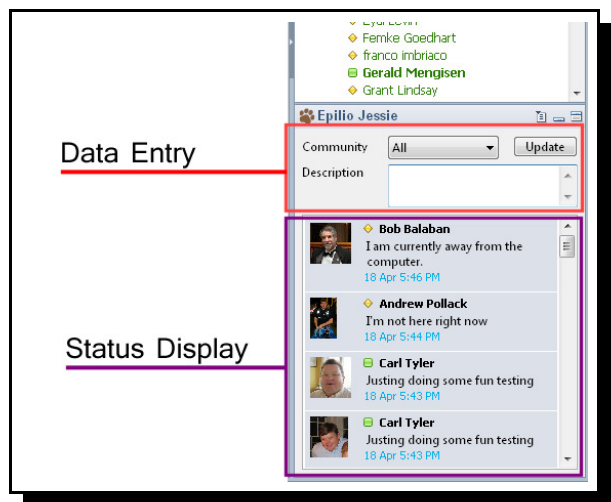 Femke Goedhart
franco imbriaco
Gerald Mengisen
Grant Lindsay
Epilio Jessie
Data Entry
Community All Update
Description
Bob Balaban
I am currently away from the
computer.
18 Apr 5:46 PM
Andrew Pollack
I'm not here right now
18 Apr 5:44 PM
Status Display
Carl Tyler
Justing doing some fun testing
18 Apr 5:43 PM
Carl Tyler
Justing doing some fun testing
18 Apr 5:43 PM